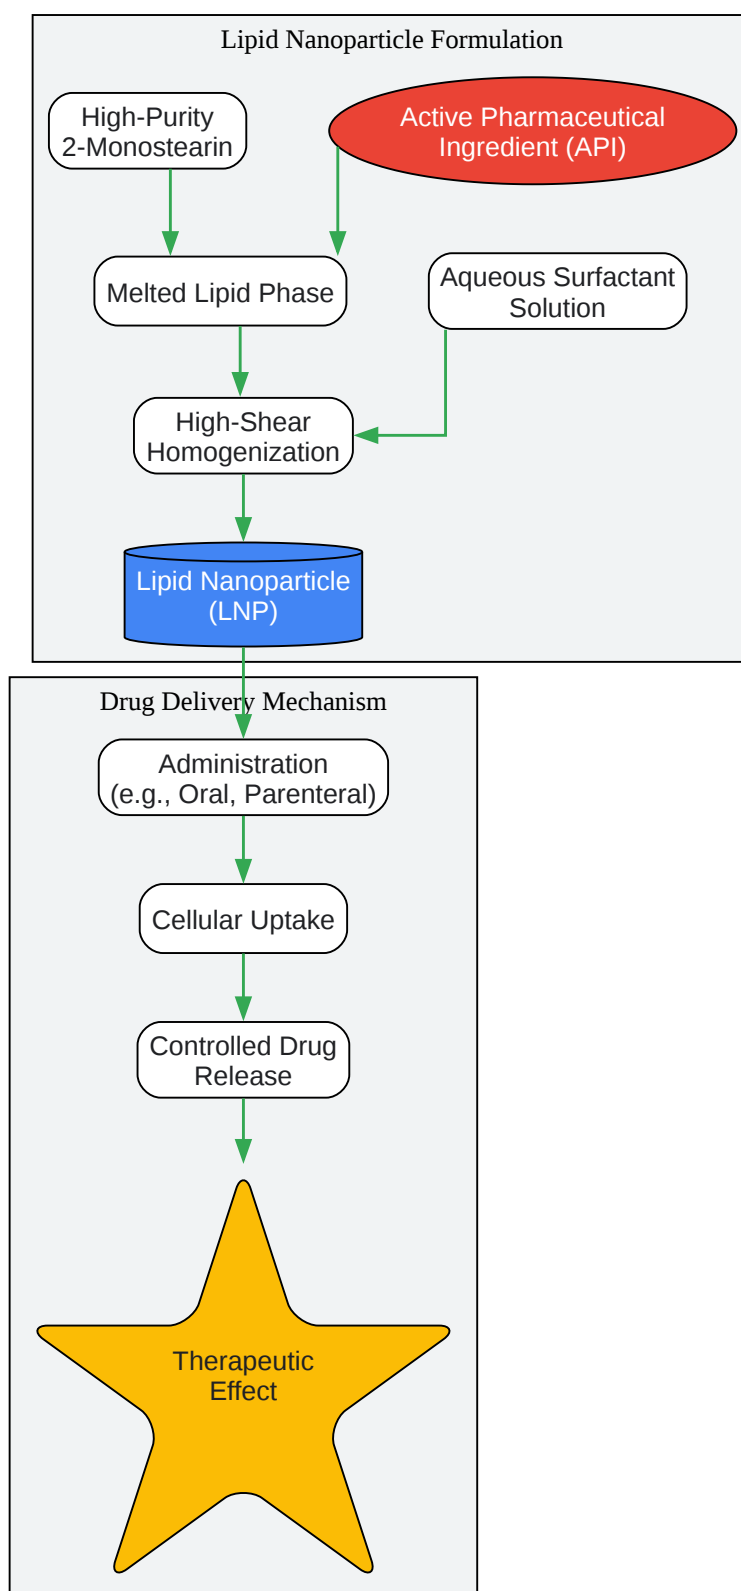 Lipid Nanoparticle Formulation
High-Purity
2-Monostearin
Active Pharmaceutical
Ingredient (API)
Melted Lipid Phase
Aqueous Surfactant
Solution
High-Shear
Homogenization
Lipid Nanoparticle
(LNP)
Drug Delivery Mechanism
Administration
(e.g., Oral, Parenteral)
Cellular Uptake
Controlled Drug
Release
Therapeutic
Effect